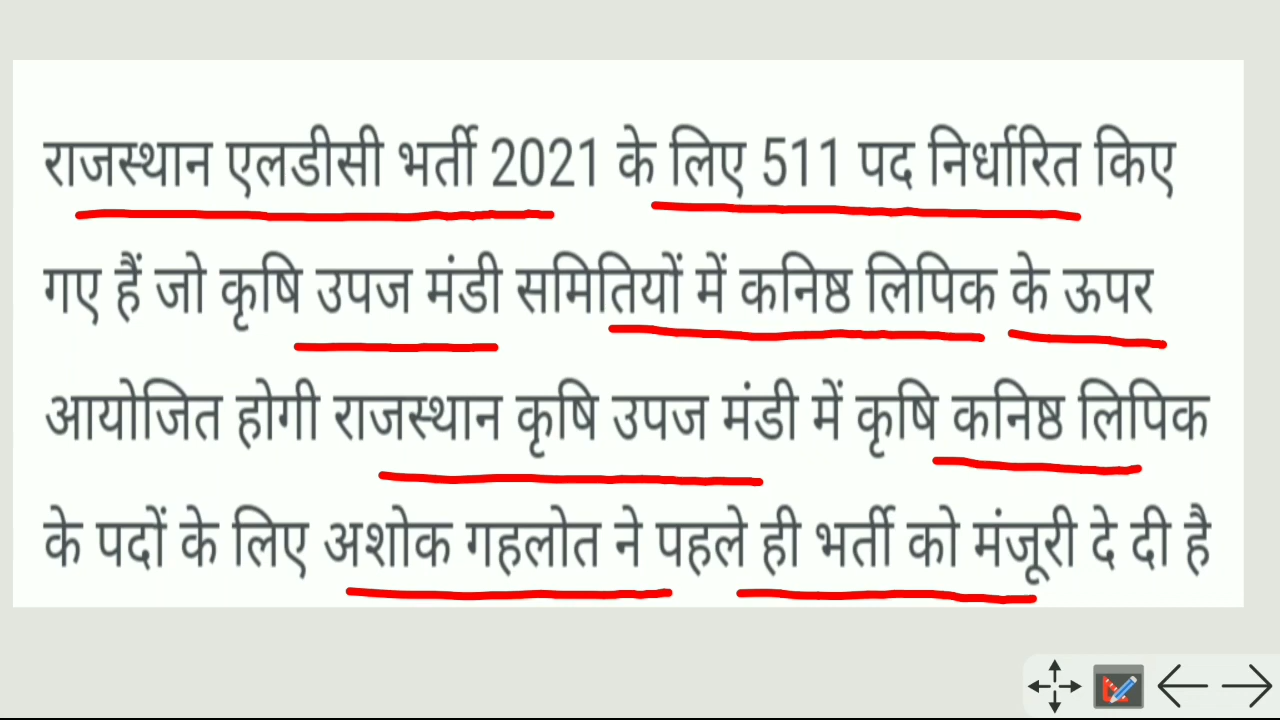 राजस्थान एलडीसी भर्ती 2021 के लिए 511 पद निर्धारित किए
गए हैं जो कृषि उपज मंडी समितियों में कनिष्ठ लिपिक के ऊपर
आयोजित होगी राजस्थान कृषि उपज मंडी में कृषि कनिष्ठ लिपिक
के पदों के लिए अशोक गहलोत ने पहले ही भर्ती को मंजूरी दे दी है